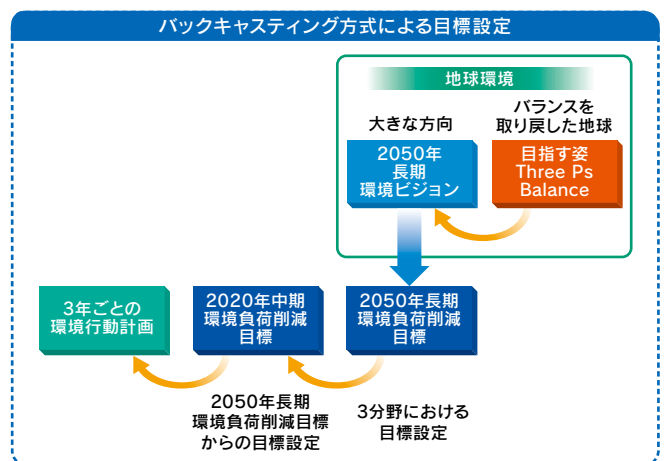 バックキャスティング方式による目標設定
地球環境
大きな方向
バランスを
取り戻した地球
2050年
長期
環境ビジョン
目指す姿
Three Ps
Balance
3年ごとの
環境行動計画
2020年中期
環境負荷削減
目標
2050年長期
環境負荷削減
目標
2050年長期
環境負荷削減目標
からの目標設定
3分野における
目標設定